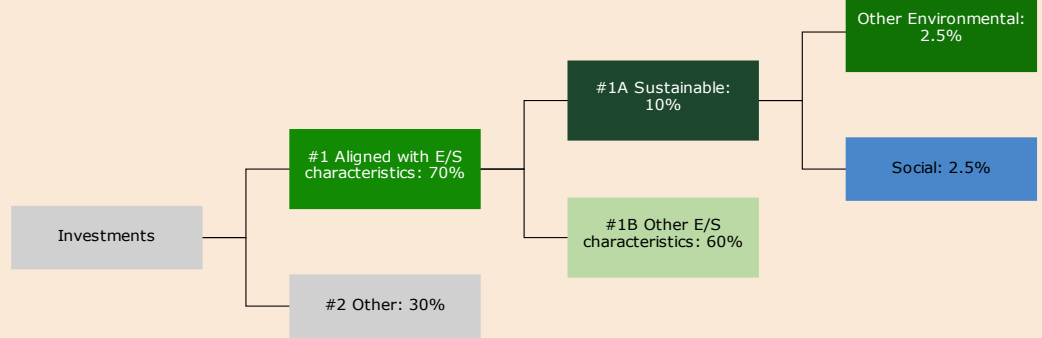 Other Environmental:
2.5%
#1A Sustainable:
10%
#1 Aligned with E/S
characteristics: 70%
Social: 2.5%
Investments
#1B Other E/S
characteristics: 60%
#2 Other: 30%